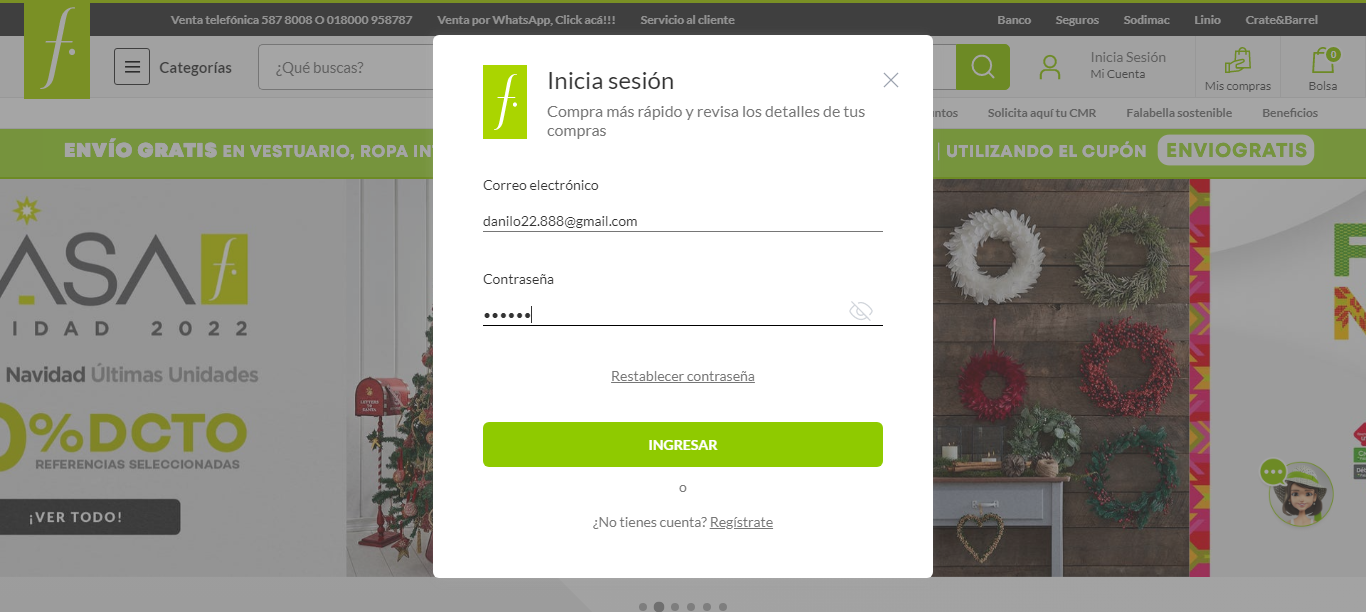 Venta telefónica 587 8008 O 018000 958787 Venta por WhatsApp, Click acá!!! Servicio al cliente Banco Seguros Sodimac Linio Crate&Barrel
f.
Categorías
¿Qué buscas?
Inicia Sesión
Mi Cuenta
Mis compras
0
Bolsa
Solicita aquí tu CMR Falabella sostenible Beneficios
ENVÍO GRATIS EN VESTUARIO, ROPA
| UTILIZANDO EL CUPÓN ENVIOGRATIS
f.
Inicia sesión
Compra más rápido y revisa los detalles de tus
compras
Correo electrónico
danilo22.888@gmail.com
Contraseña
••••••
Restablecer contraseña
INGRESAR
o
¿No tienes cuenta? Regístrate
ASA f.
IDAD 2022
Navidad Últimas Unidades
0%DCTO
REFERENCIAS SELECCIONADAS
¡VER TODO!